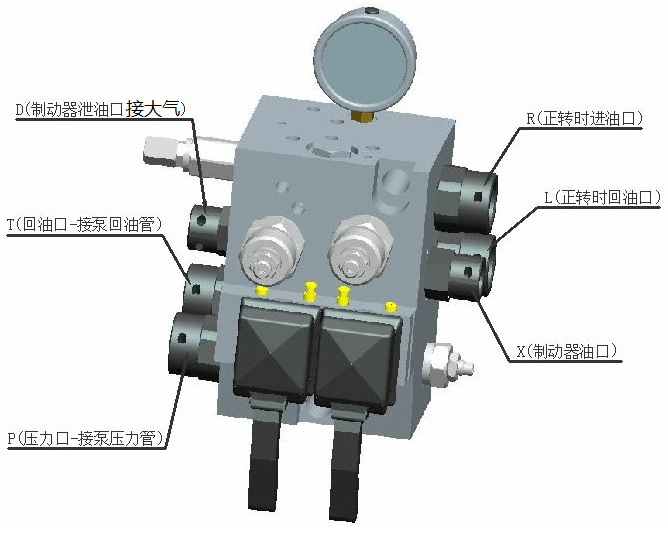 D(制动器泄油口接大气)
R(正转时进油口)
L(正转时回油口)
T(回油口-接泵回油管)
X(制动器油口)
P(压力口-接泵压力管)